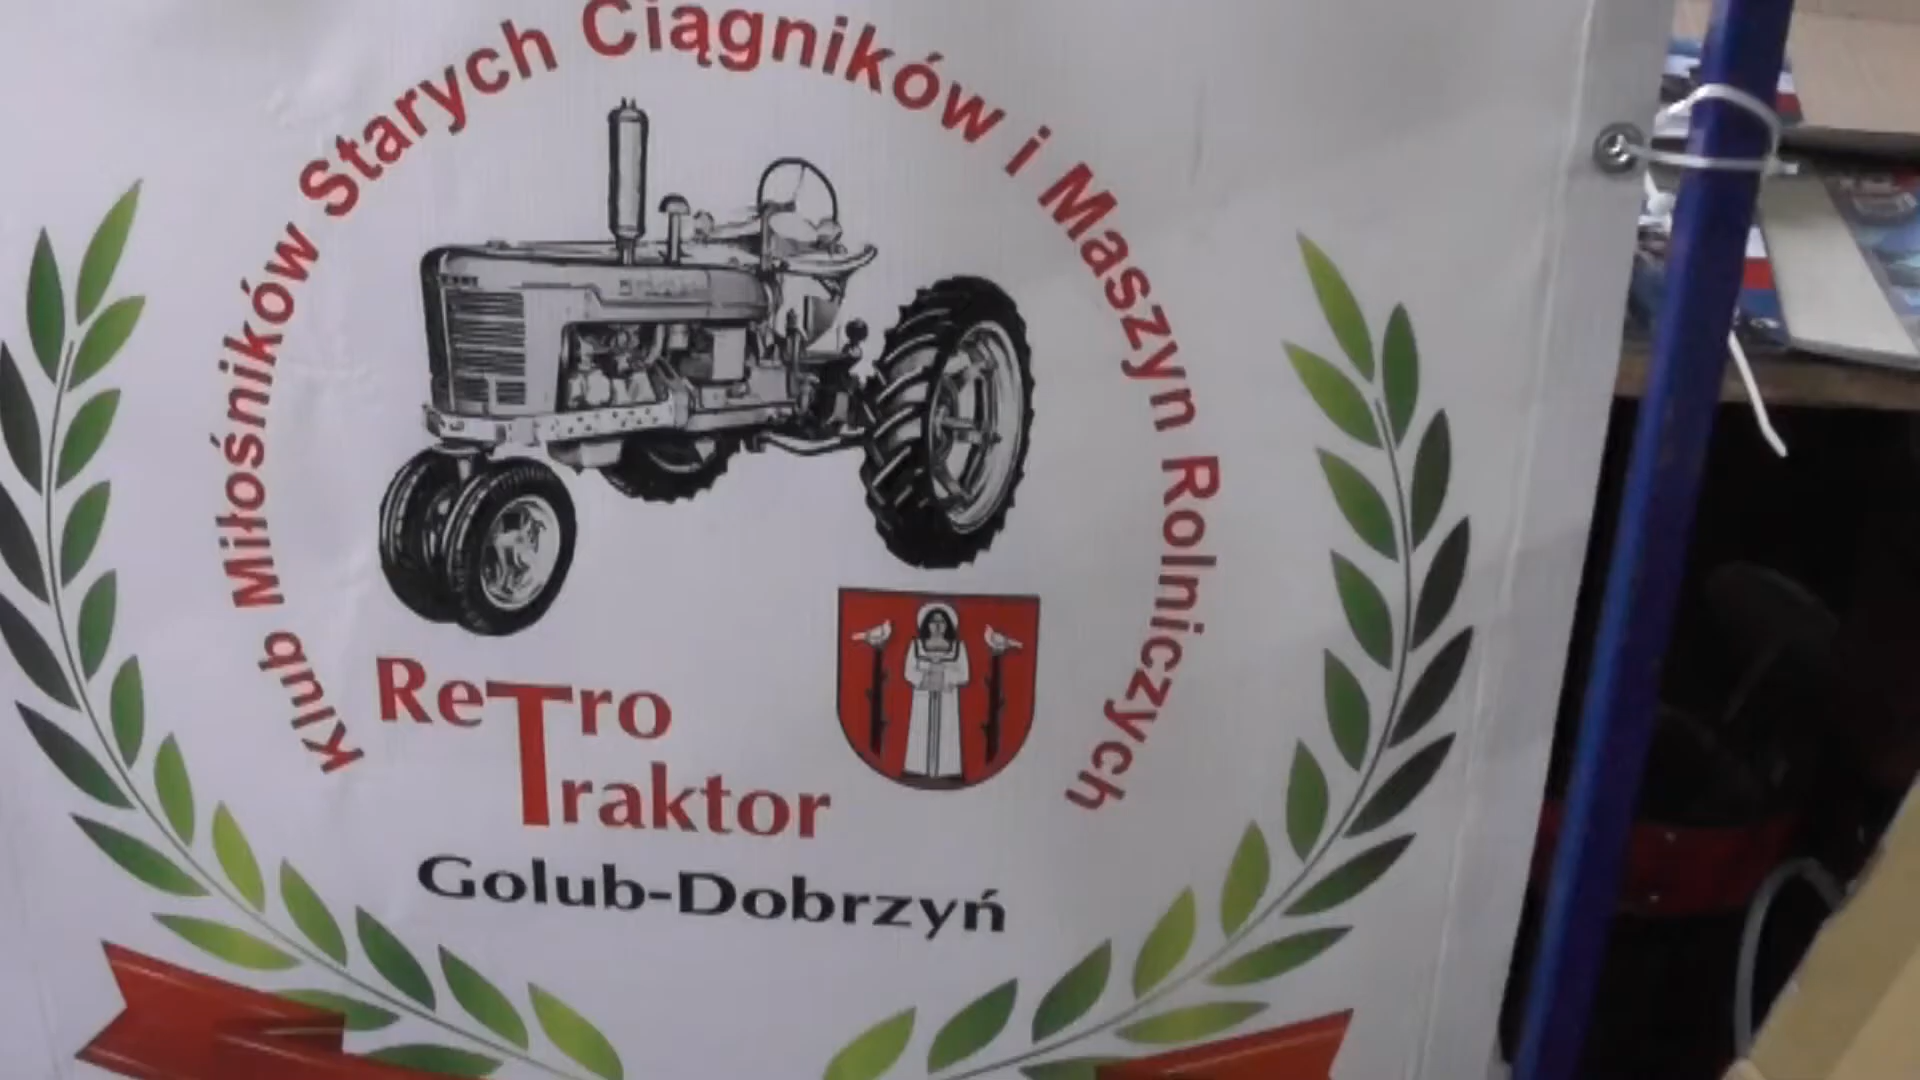 Klub Miłośników Starych Ciągników i Maszyn Rolniczych
ReTro
Traktor
Golub-Dobrzyń